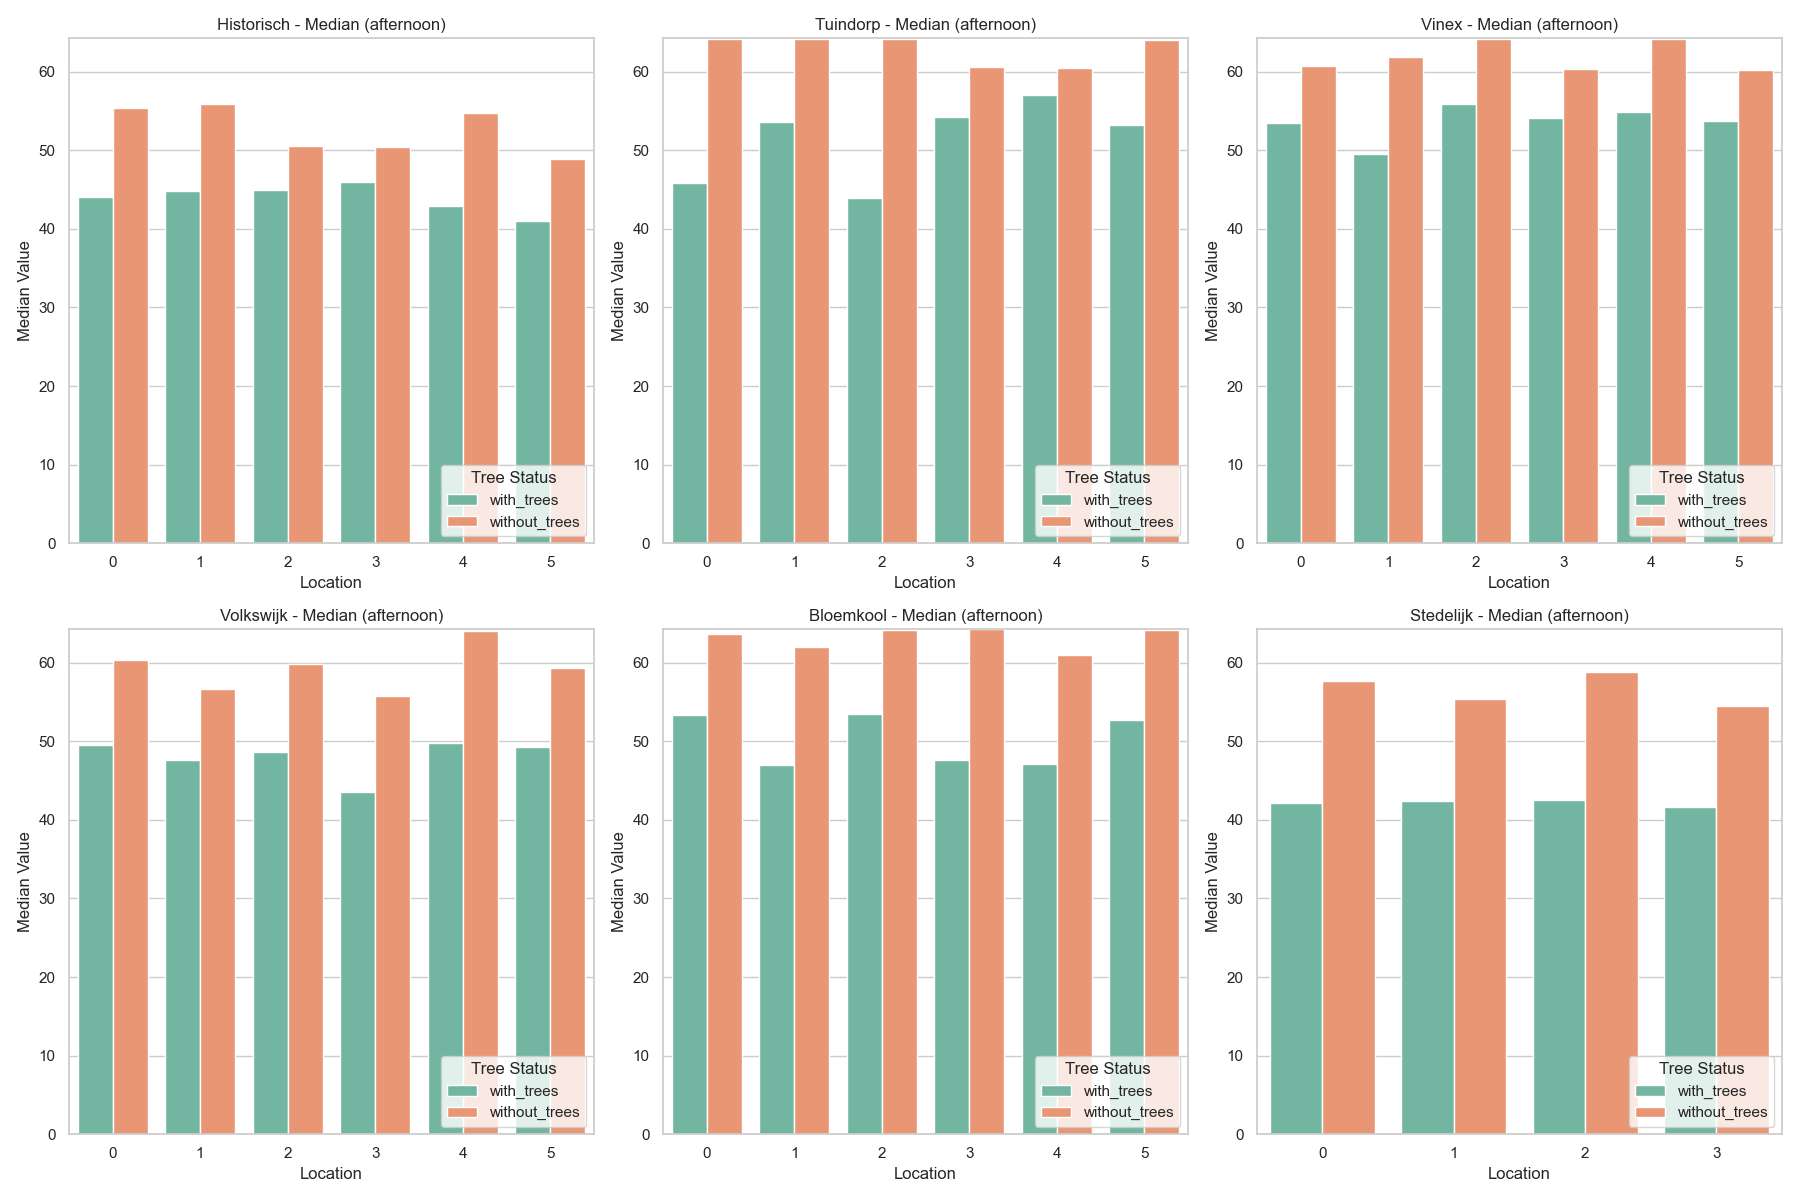 Historisch - Median (afternoon)
Median Value
60
50
40
30
20
10
0
Tree Status
with_trees
without_trees
0 1 2 3 4 5
Location
Tuindorp - Median (afternoon)
Median Value
60
50
40
30
20
10
0
Tree Status
with_trees
without_trees
0 1 2 3 4 5
Location
Vinex - Median (afternoon)
Median Value
60
50
40
30
20
10
0
Tree Status
with_trees
without_trees
0 1 2 3 4 5
Location
Volkswijk - Median (afternoon)
Median Value
60
50
40
30
20
10
0
Tree Status
with_trees
without_trees
0 1 2 3 4 5
Location
Bloemkool - Median (afternoon)
Median Value
60
50
40
30
20
10
0
Tree Status
with_trees
without_trees
0 1 2 3 4 5
Location
Stedelijk - Median (afternoon)
Median Value
60
50
40
30
20
10
0
Tree Status
with_trees
without_trees
0 1 2 3
Location